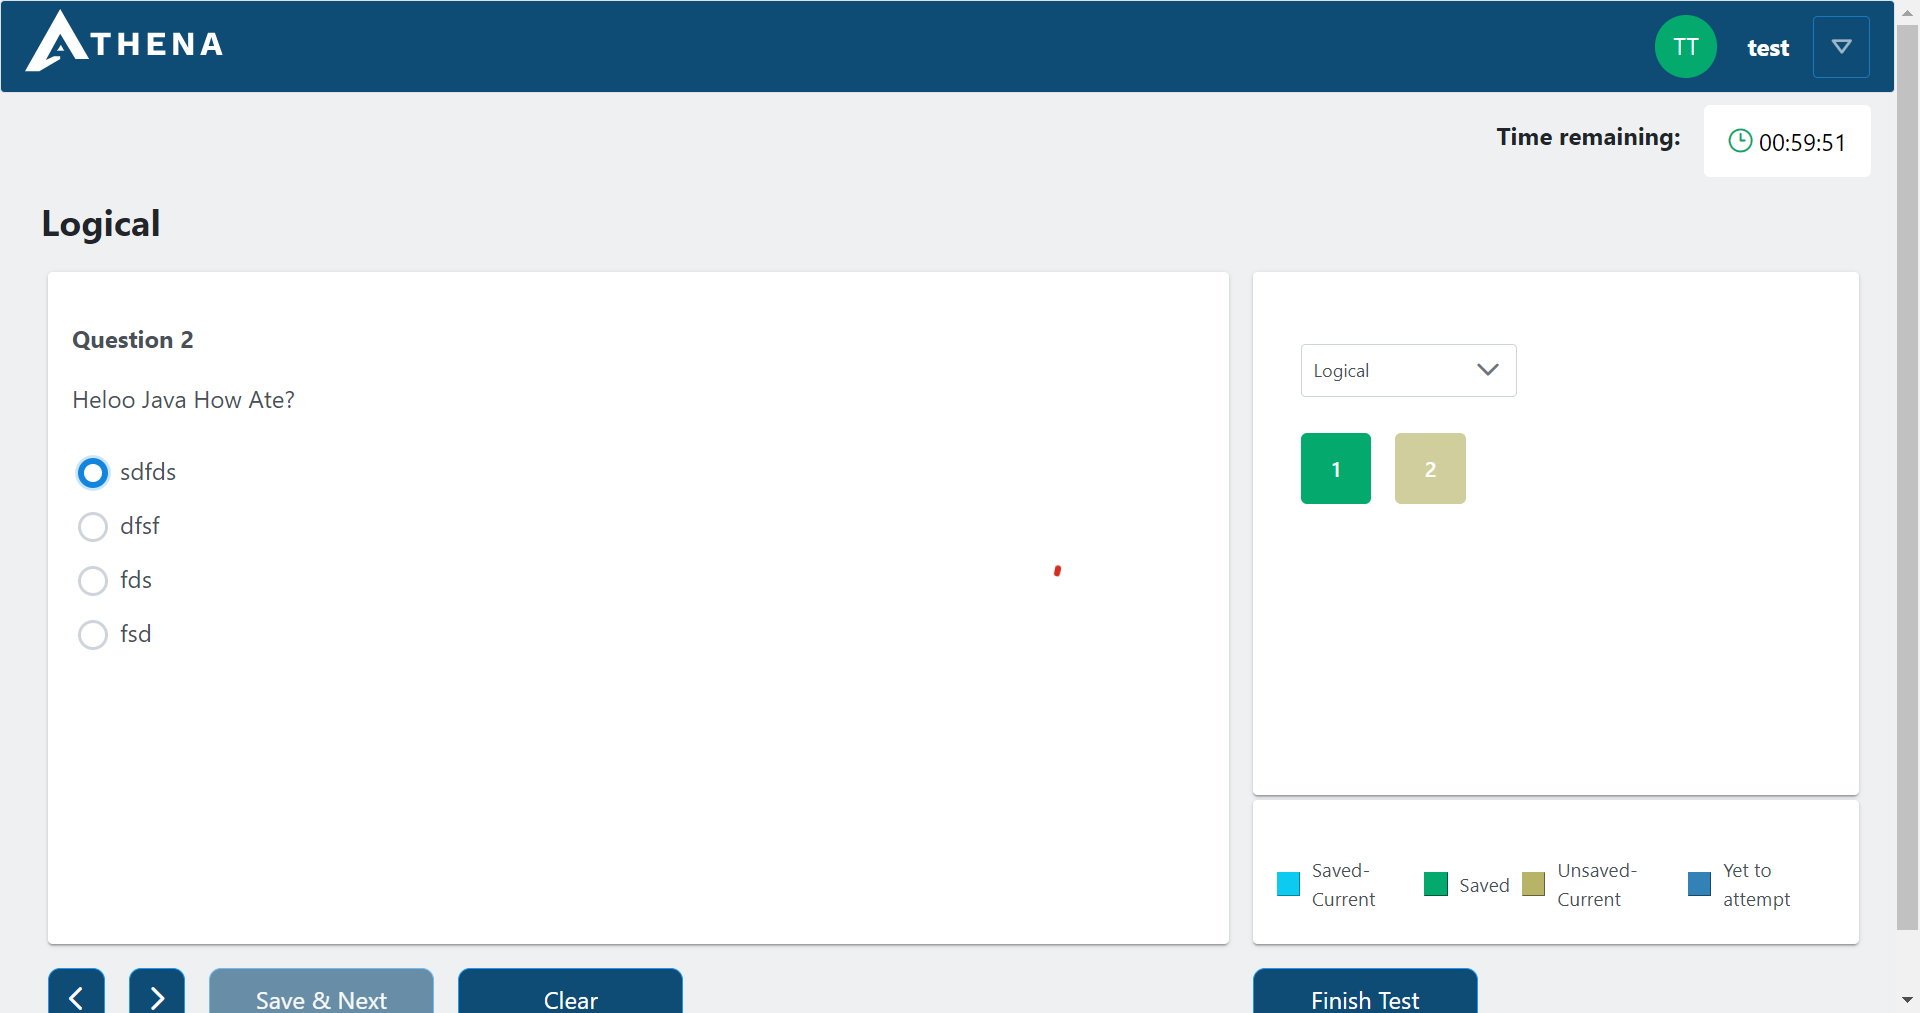 ATHENA
TT
test
Time remaining:
00:59:51
Logical
Question 2
Heloo Java How Ate?
sdfds
dfsf
fds
fsd
Logical
1
2
Saved-
Current
Saved
Unsaved-
Current
Yet to
attempt
Save & Next
Clear
Finish Test